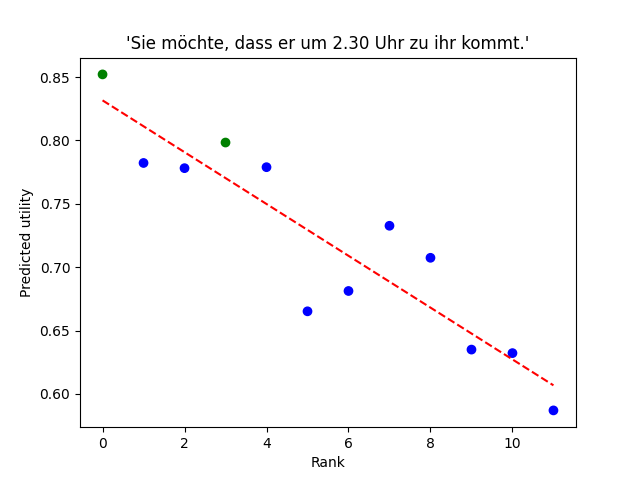 'Sie möchte, dass er um 2.30 Uhr zu ihr kommt.'
Predicted utility
0.85
0.80
0.75
0.70
0.65
0.60
0 2 4 6 8 10
Rank